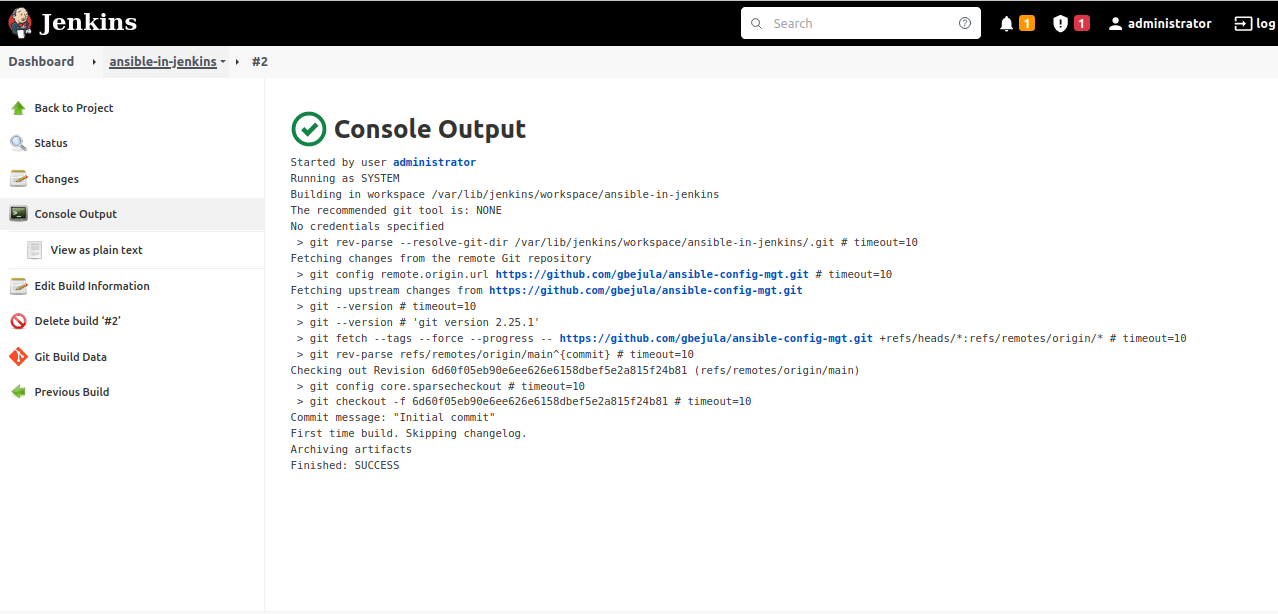 Jenkins
Search
1
1
administrator
log
Dashboard
ansible-in-jenkins
#2
Back to Project
Status
Changes
Console Output
View as plain text
Edit Build Information
Delete build ‘#2’
Git Build Data
Previous Build
Console Output
Started by user administrator
Running as SYSTEM
Building in workspace /var/lib/jenkins/workspace/ansible-in-jenkins
The recommended git tool is: NONE
No credentials specified
> git rev-parse --resolve-git-dir /var/lib/jenkins/workspace/ansible-in-jenkins/.git # timeout=10
Fetching changes from the remote Git repository
> git config remote.origin.url https://github.com/gbejula/ansible-config-mgt.git # timeout=10
Fetching upstream changes from https://github.com/gbejula/ansible-config-mgt.git
> git --version # timeout=10
> git --version # 'git version 2.25.1'
> git fetch --tags --force --progress -- https://github.com/gbejula/ansible-config-mgt.git +refs/heads/*:refs/remotes/origin/* # timeout=10
> git rev-parse refs/remotes/origin/main^{commit} # timeout=10
Checking out Revision 6d60f05eb90e6ee626e6158dbef5e2a815f24b81 (refs/remotes/origin/main)
> git config core.sparsecheckout # timeout=10
> git checkout -f 6d60f05eb90e6ee626e6158dbef5e2a815f24b81 # timeout=10
Commit message: "Initial commit"
First time build. Skipping changelog.
Archiving artifacts
Finished: SUCCESS